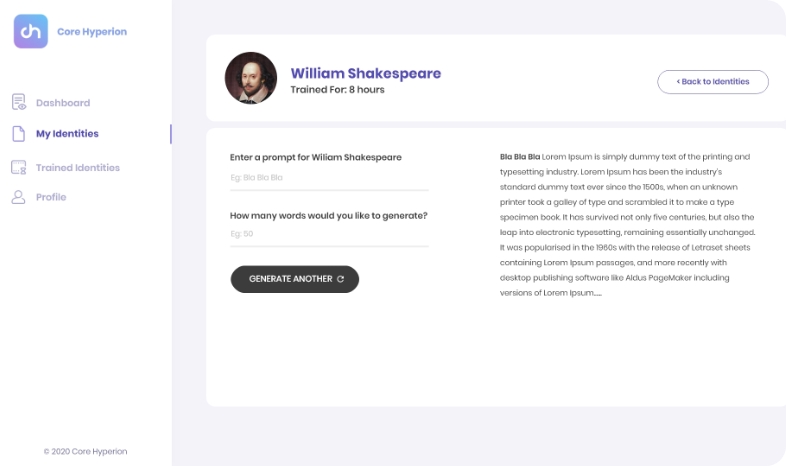 ch
Core Hyperion
Dashboard
My Identities
Trained Identities
Profile
© 2020 Core Hyperion
William Shakespeare
Trained For: 8 hours
< Back to Identities
Enter a prompt for Wiliam Shakespeare
Eg: Bla Bla Bla
How many words would you like to generate?
Eg: 50
GENERATE ANOTHER
Bla Bla Bla Lorem Ipsum is simply dummy text of the printing and
typesetting industry. Lorem Ipsum has been the industry's
standard dummy text ever since the 1500s, when an unknown
printer took a galley of type and scrambled it to make a type
specimen book. It has survived not only five centuries, but also the
leap into electronic typesetting, remaining essentially unchanged.
It was popularised in the 1960s with the release of Letraset sheets
containing Lorem Ipsum passages, and more recently with
desktop publishing software like Aldus PageMaker including
versions of Lorem Ipsum.....